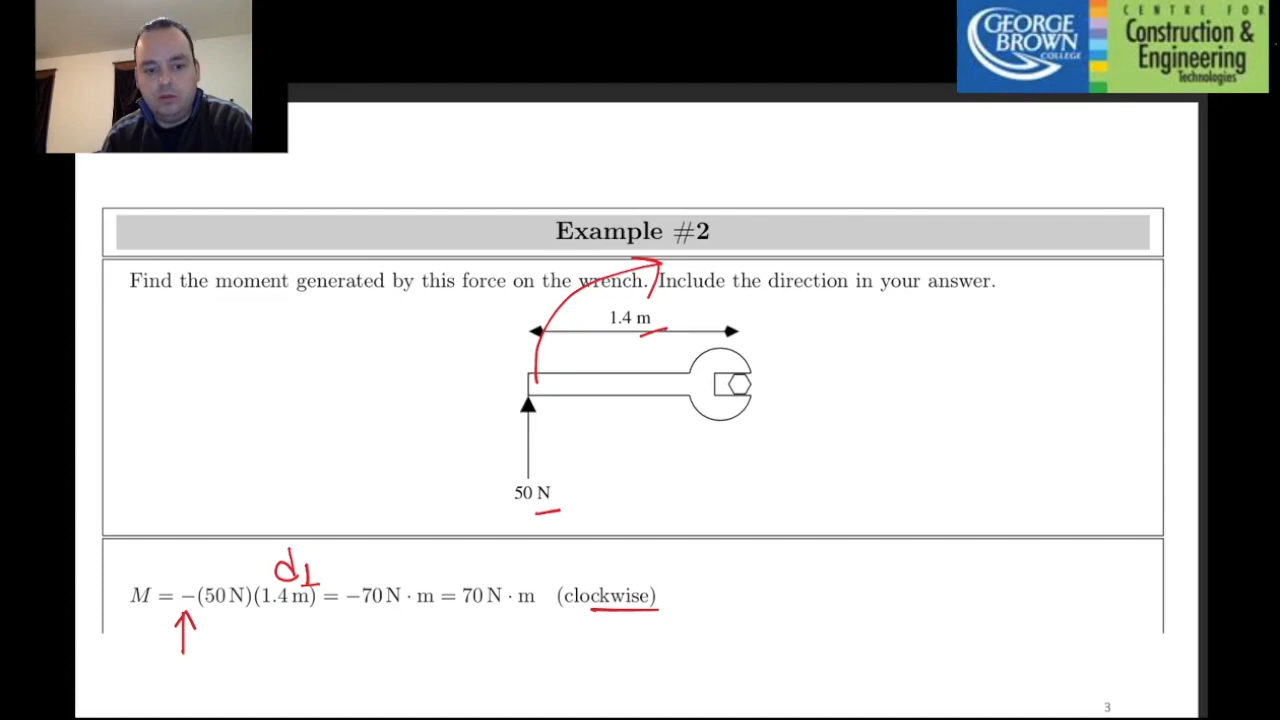 GEORGE
BROWN
COLLEGE
CENTRE FOR
Construction &
Engineering
Technologies
Example #2
Find the moment generated by this force on the wrench. Include the direction in your answer.
1.4 m
50 N
d⊥
M = −(50 N)(1.4 m) = −70 N · m = 70 N · m (clockwise)
3